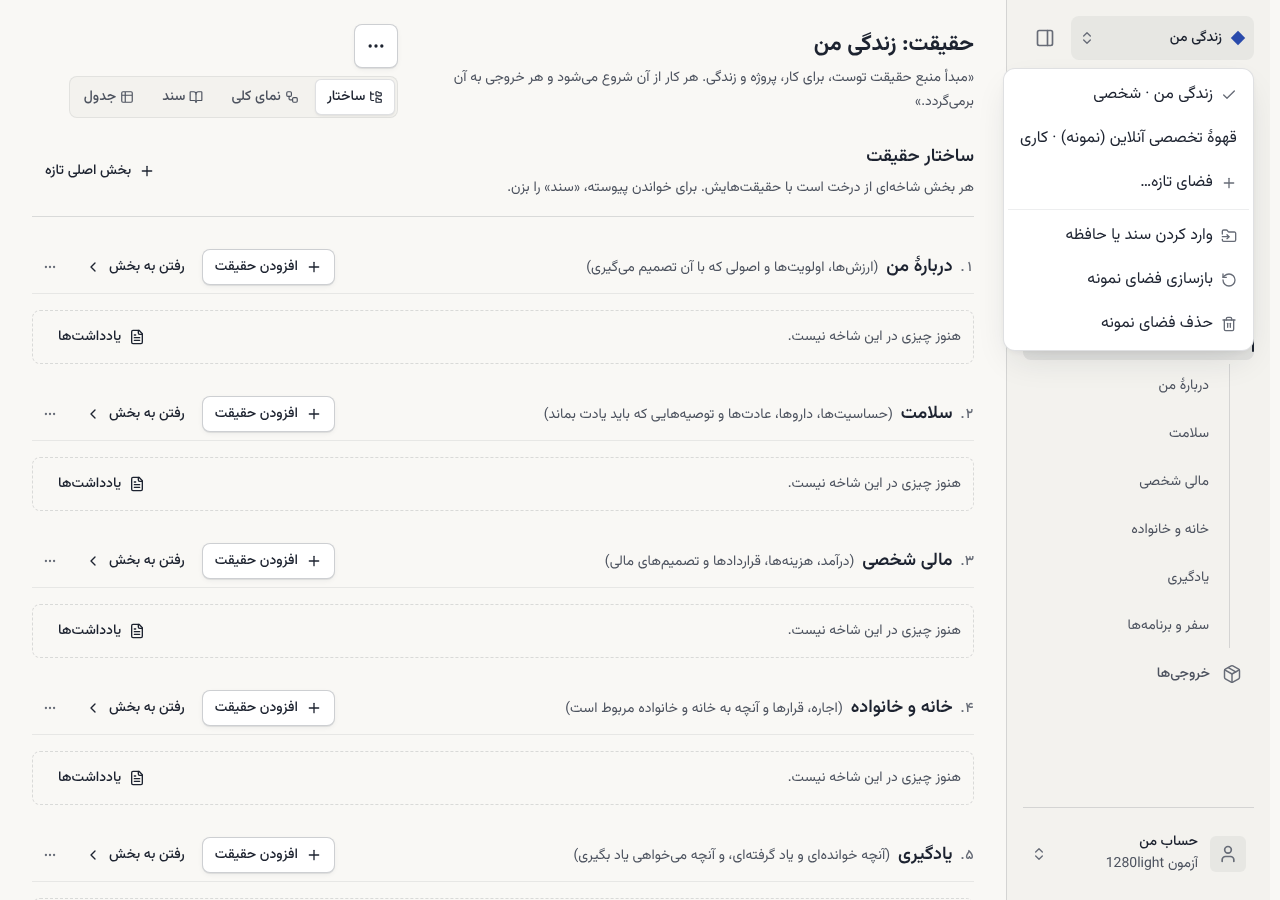 زندگی من
زندگی من · شخصی
قهوهٔ تخصصی آنلاین (نمونه) · کاری
فضای تازه…
وارد کردن سند یا حافظه
بازسازی فضای نمونه
حذف فضای نمونه
دربارهٔ من
سلامت
مالی شخصی
خانه و خانواده
یادگیری
سفر و برنامه‌ها
خروجی‌ها
حساب من
آزمون 1280light
حقیقت: زندگی من
«مبدأ منبع حقیقت توست، برای کار، پروژه و زندگی. هر کار از آن شروع می‌شود و هر خروجی به آن
برمی‌گردد.»
ساختار
نمای کلی
سند
جدول
ساختار حقیقت
هر بخش شاخه‌ای از درخت است با حقیقت‌هایش. برای خواندن پیوسته، «سند» را بزن.
بخش اصلی تازه
۱. دربارهٔ من (ارزش‌ها، اولویت‌ها و اصولی که با آن تصمیم می‌گیری)
افزودن حقیقت
رفتن به بخش
هنوز چیزی در این شاخه نیست.
یادداشت‌ها
۲. سلامت (حساسیت‌ها، داروها، عادت‌ها و توصیه‌هایی که باید یادت بماند)
افزودن حقیقت
رفتن به بخش
هنوز چیزی در این شاخه نیست.
یادداشت‌ها
۳. مالی شخصی (درآمد، هزینه‌ها، قراردادها و تصمیم‌های مالی)
افزودن حقیقت
رفتن به بخش
هنوز چیزی در این شاخه نیست.
یادداشت‌ها
۴. خانه و خانواده (اجاره، قرارها و آنچه به خانه و خانواده مربوط است)
افزودن حقیقت
رفتن به بخش
هنوز چیزی در این شاخه نیست.
یادداشت‌ها
۵. یادگیری (آنچه خوانده‌ای و یاد گرفته‌ای، و آنچه می‌خواهی یاد بگیری)
افزودن حقیقت
رفتن به بخش